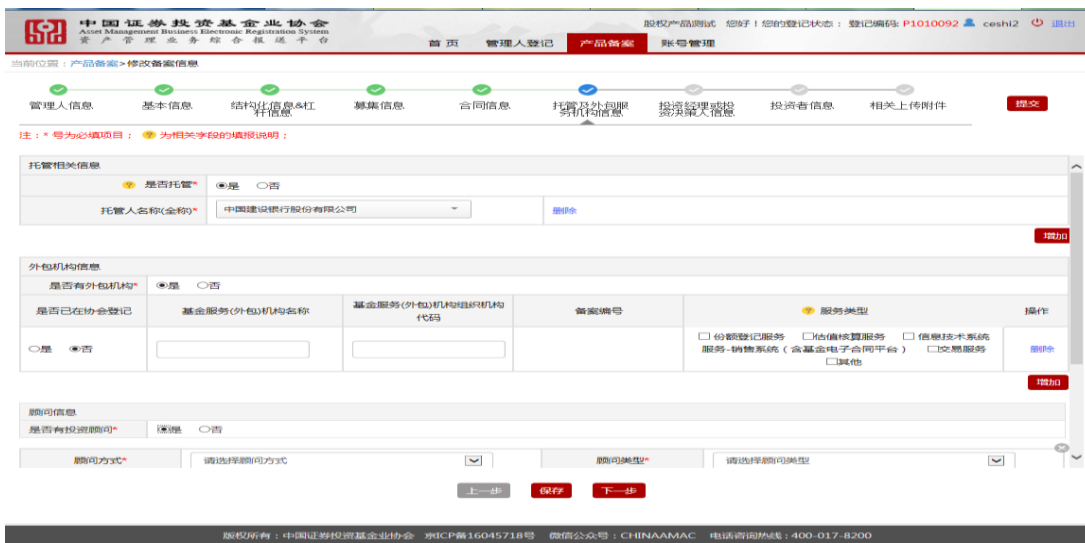 中国证券投资基金业协会
Asset Management Business Electronic Registration System
资产管理业务综合报送平台
股权产品测试 您好！您的登记状态： 登记编码: P1010092 ceshi2 退出
首页 管理人登记 产品备案 账号管理
当前位置：产品备案>修改备案信息
管理人信息 基本信息 结构化信息&杠杆信息 募集信息 合同信息 托管及外包服务机构信息 投资经理或投资决策人信息 投资者信息 相关上传附件 提交
注：* 号为必填项目； ? 为相关字段的填报说明；
托管相关信息
? 是否托管* 是 否
托管人名称(全称)* 中国建设银行股份有限公司 删除
增加
外包机构信息
是否有外包机构* 是 否
是否已在协会登记 基金服务(外包)机构名称 基金服务(外包)机构组织机构代码 备案编号 ? 服务类型 操作
是 否 份额登记服务 估值核算服务 信息技术系统
服务-销售系统（含基金电子合同平台） 交易服务 删除
其他
增加
顾问信息
是否有投资顾问* 是 否
顾问方式* 请选择顾问方式 顾问类型* 请选择顾问类型
上一步 保存 下一步
版权所有：中国证券投资基金业协会 京ICP备16045718号 微信公众号：CHINAAMAC 电话咨询热线：400-017-8200